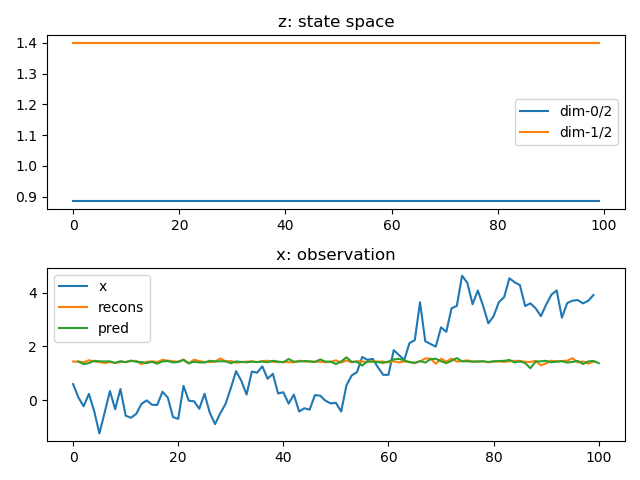 z: state space
1.4
1.3
1.2
1.1
1.0
0.9
dim-0/2
dim-1/2
0 20 40 60 80 100
x: observation
4
2
0
x
recons
pred
0 20 40 60 80 100